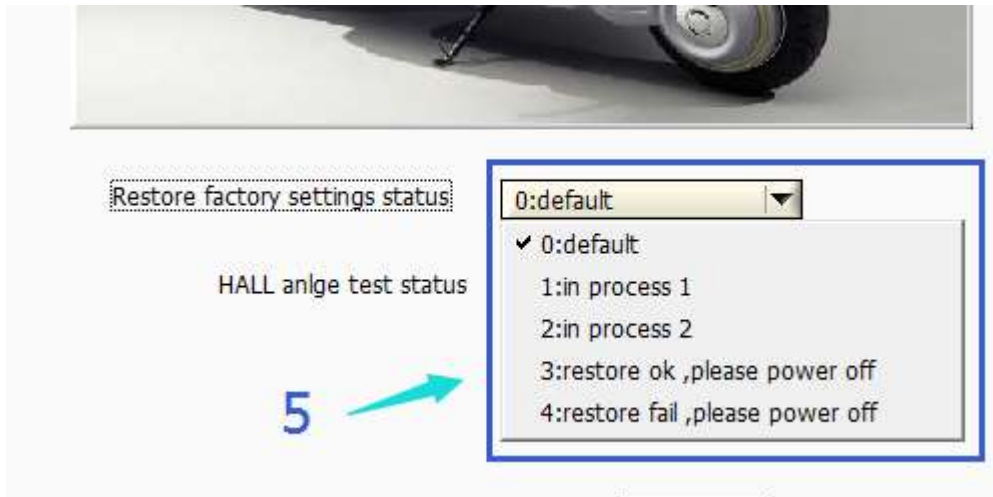 Restore factory settings status
0:default
✔ 0:default
HALL anlge test status
1:in process 1
2:in process 2
3:restore ok ,please power off
4:restore fail ,please power off
5